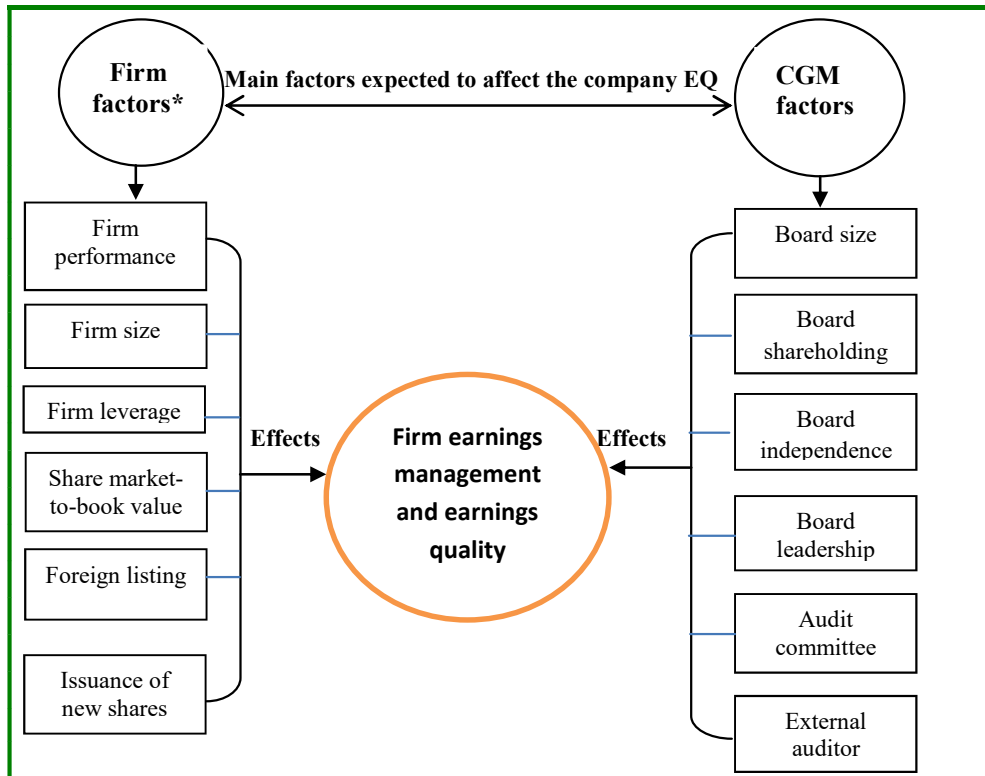 Firm
factors*
Main factors expected to affect the company EQ
CGM
factors
Firm
performance
Firm size
Firm leverage
Share market-
to-book value
Foreign listing
Issuance of
new shares
Effects
Firm earnings
management
and earnings
quality
Effects
Board size
Board
shareholding
Board
independence
Board
leadership
Audit
committee
External
auditor